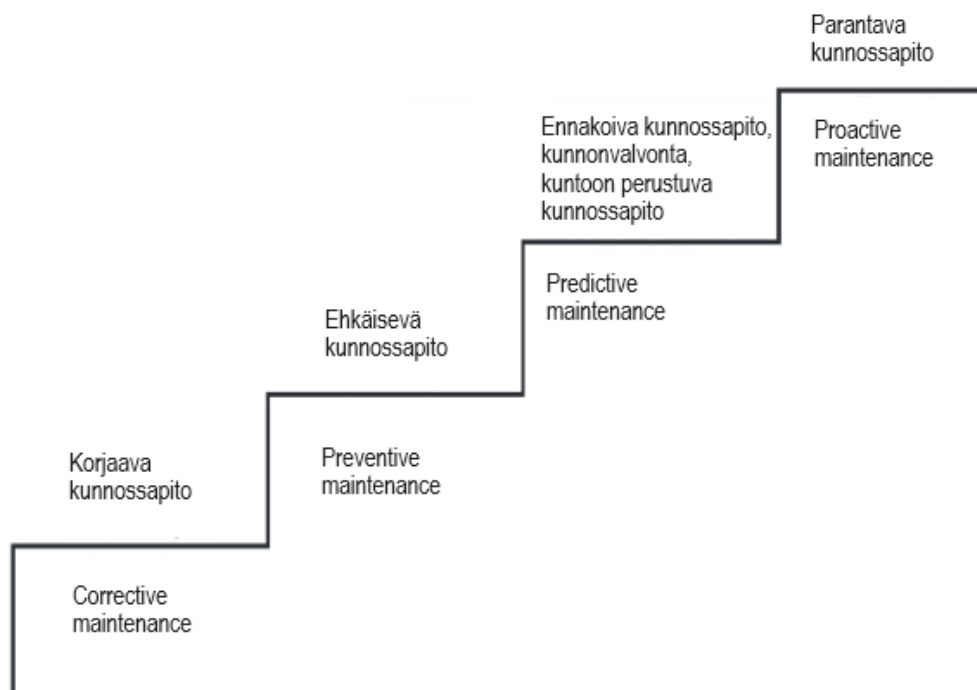 Parantava
kunnossapito
Ennakoiva kunnossapito,
kunnonvalvonta,
kuntoon perustuva
kunnossapito
Proactive
maintenance
Predictive
maintenance
Ehkäisevä
kunnossapito
Preventive
maintenance
Korjaava
kunnossapito
Corrective
maintenance